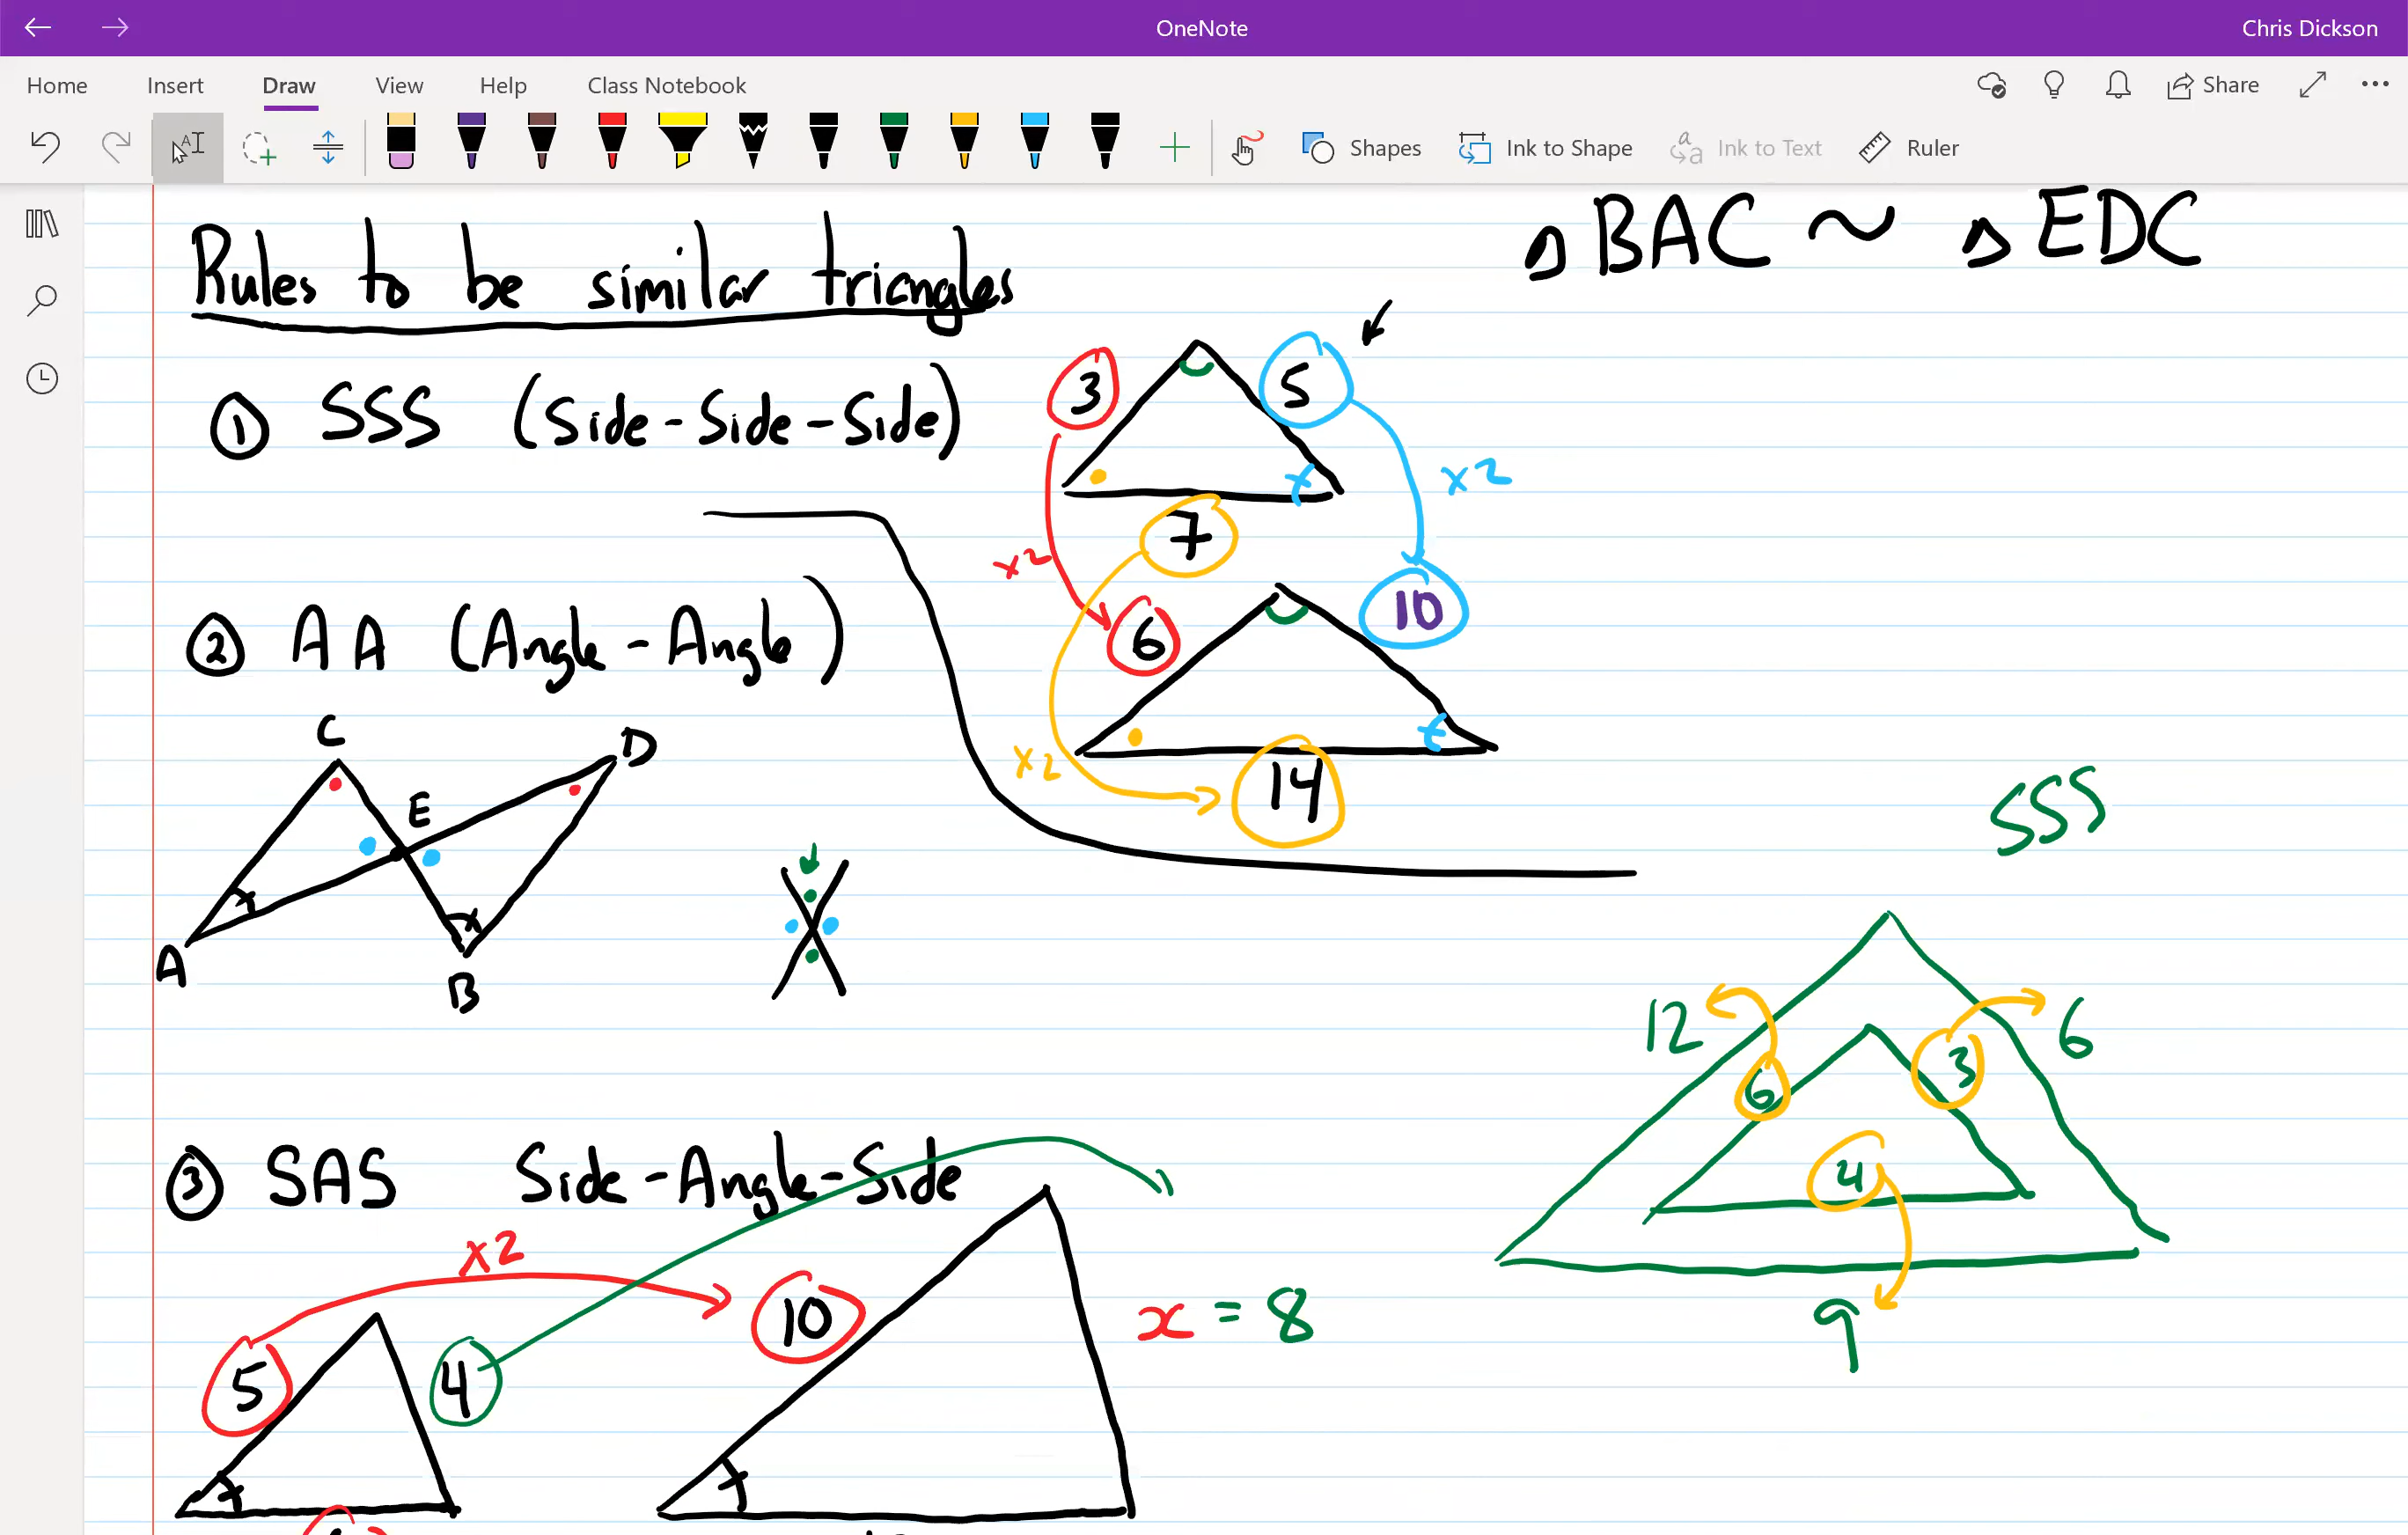 OneNote
Chris Dickson
Home Insert Draw View Help Class Notebook
Share
Shapes Ink to Shape Ink to Text Ruler
△BAC ~ △EDC
Rules to be similar triangles
① SSS (Side-Side-Side)
3 5
x2
7
x2
② AA (Angle-Angle)
6 10
x2
14
C D
E
x x
A B
SSS
12 6
6 3
4
9
③ SAS Side-Angle-Side
x2
5 4 10
x = 8
x x